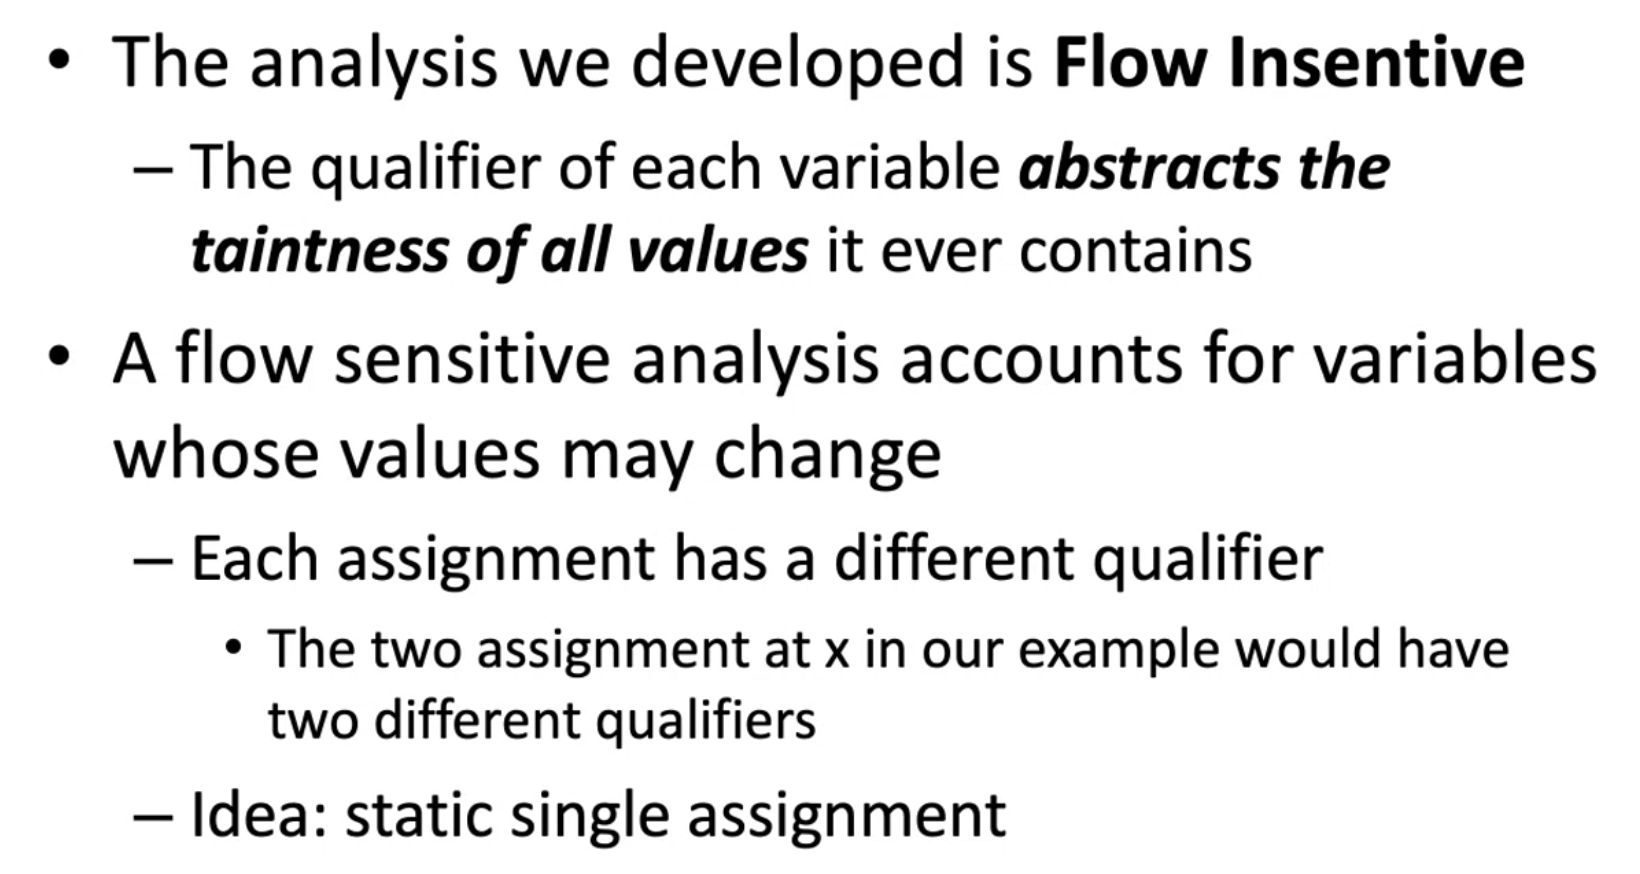 • The analysis we developed is Flow Insentive
– The qualifier of each variable abstracts the
taintness of all values it ever contains
• A flow sensitive analysis accounts for variables
whose values may change
– Each assignment has a different qualifier
• The two assignment at x in our example would have
two different qualifiers
– Idea: static single assignment